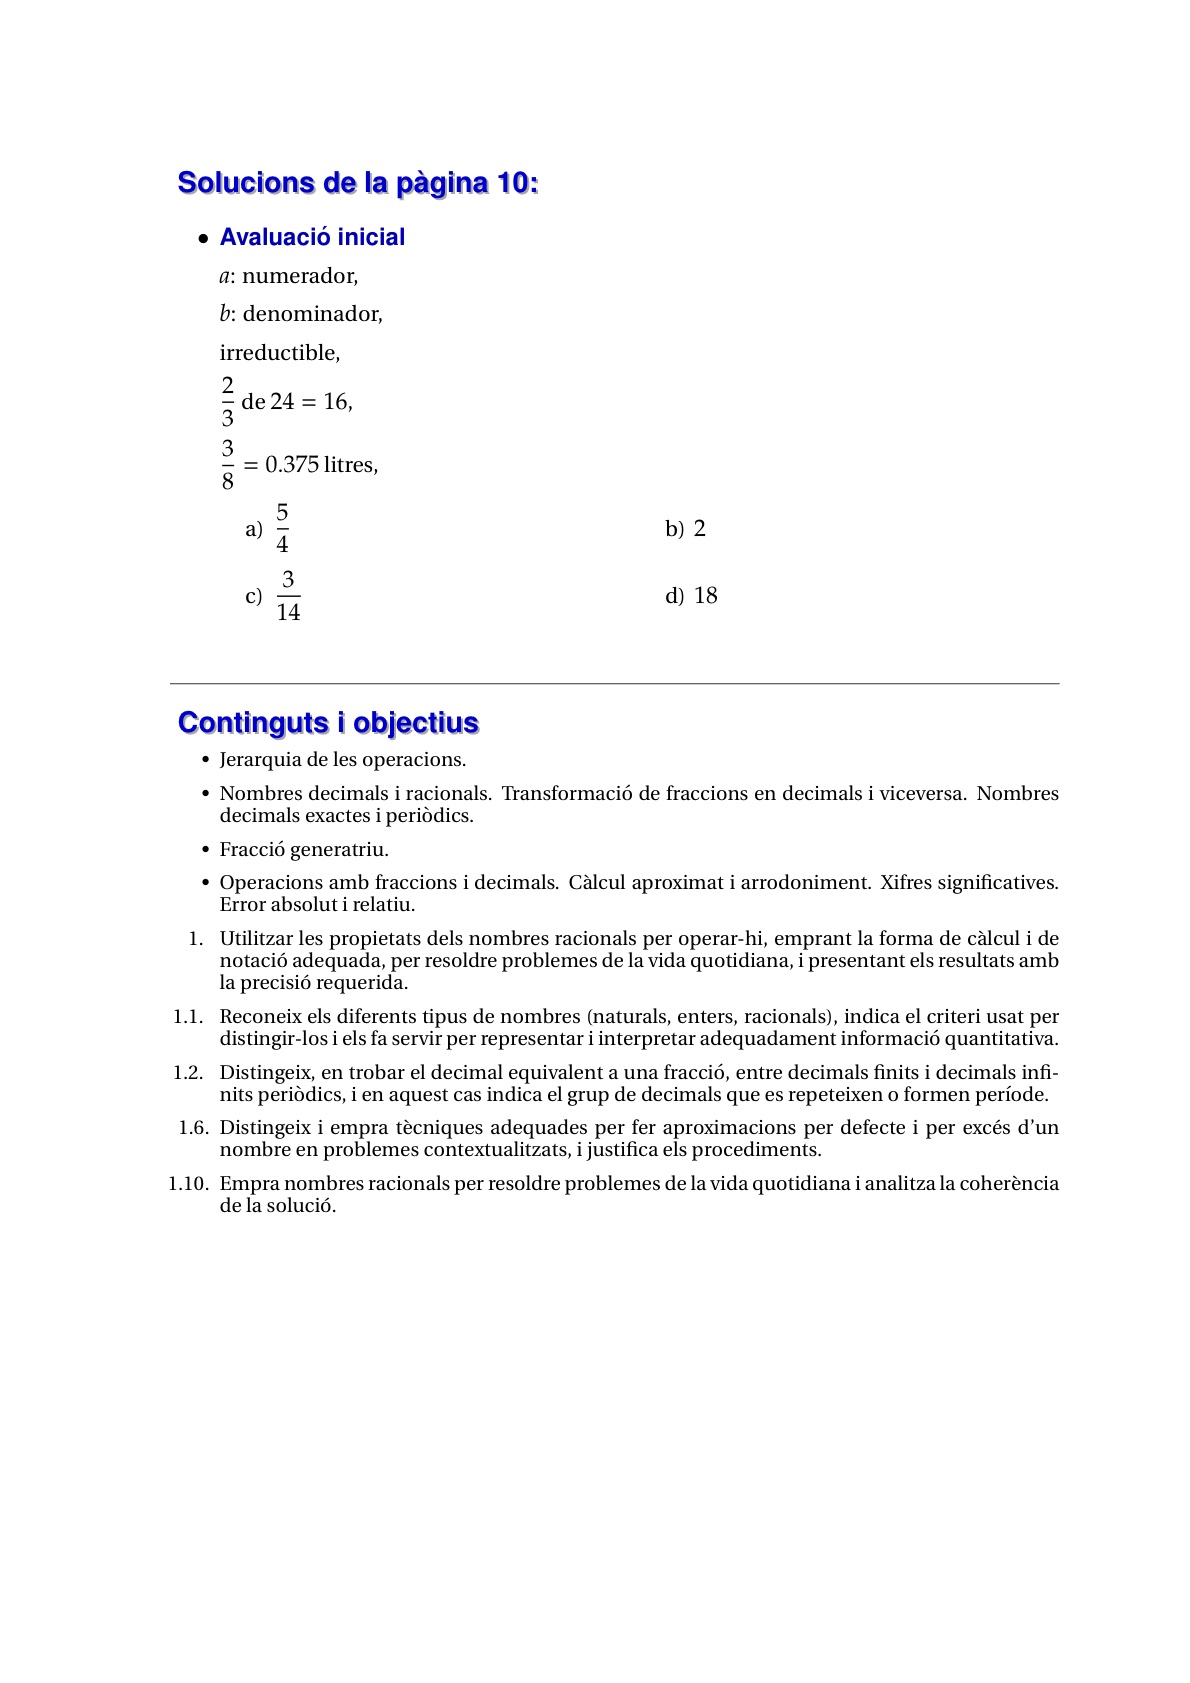 Solucions de la pàgina 10:
• Avaluació inicial
a: numerador,
b: denominador,
irreductible,
2/3 de 24 = 16,
3/8 = 0.375 litres,
a) 5/4 b) 2
c) 3/14 d) 18
Continguts i objectius
• Jerarquia de les operacions.
• Nombres decimals i racionals. Transformació de fraccions en decimals i viceversa. Nombres
decimals exactes i periòdics.
• Fracció generatriu.
• Operacions amb fraccions i decimals. Càlcul aproximat i arrodoniment. Xifres significatives.
Error absolut i relatiu.
1. Utilitzar les propietats dels nombres racionals per operar-hi, emprant la forma de càlcul i de
notació adequada, per resoldre problemes de la vida quotidiana, i presentant els resultats amb
la precisió requerida.
1.1. Reconeix els diferents tipus de nombres (naturals, enters, racionals), indica el criteri usat per
distingir-los i els fa servir per representar i interpretar adequadament informació quantitativa.
1.2. Distingeix, en trobar el decimal equivalent a una fracció, entre decimals finits i decimals infi-
nits periòdics, i en aquest cas indica el grup de decimals que es repeteixen o formen període.
1.6. Distingeix i empra tècniques adequades per fer aproximacions per defecte i per excés d'un
nombre en problemes contextualitzats, i justifica els procediments.
1.10. Empra nombres racionals per resoldre problemes de la vida quotidiana i analitza la coherència
de la solució.